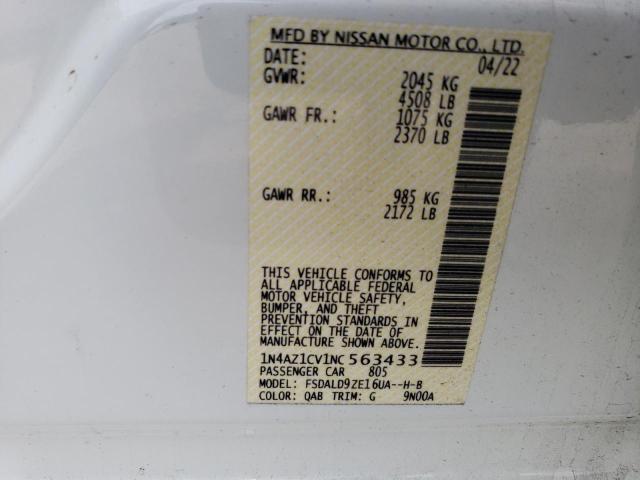 MFD BY NISSAN MOTOR CO., LTD.
DATE: 04/22
GVWR: 2045 KG
4508 LB
GAWR FR.: 1075 KG
2370 LB
GAWR RR.: 985 KG
2172 LB
THIS VEHICLE CONFORMS TO
ALL APPLICABLE FEDERAL
MOTOR VEHICLE SAFETY,
BUMPER, AND THEFT
PREVENTION STANDARDS IN
EFFECT ON THE DATE OF
MANUFACTURE SHOWN ABOVE.
1N4AZ1CV1NC563433
PASSENGER CAR 805
MODEL: FSDALD9ZE16UA--H-B
COLOR: QAB TRIM: G 9N00A